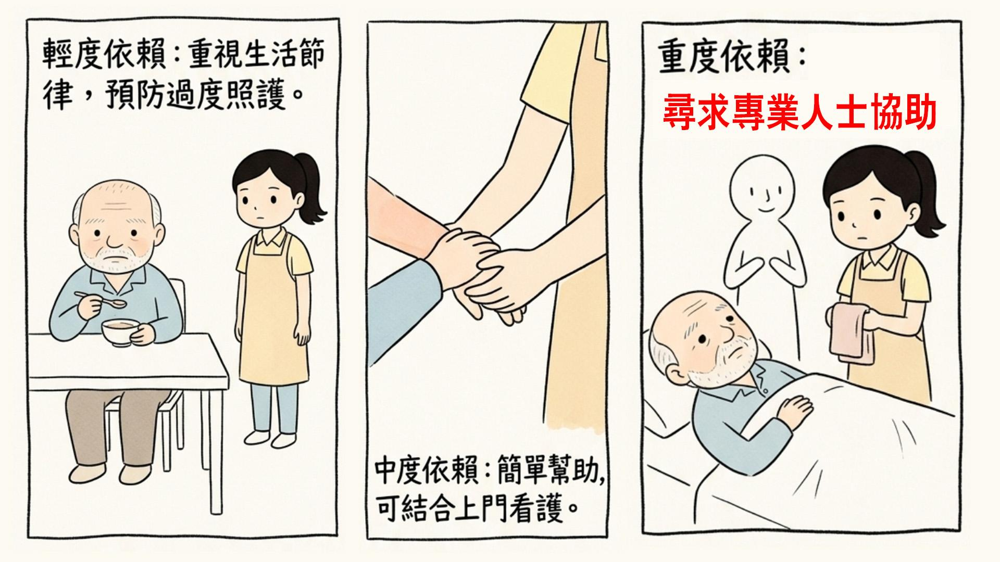 輕度依賴：重視生活節
律，預防過度照護。
中度依賴：簡單幫助,
可結合上門看護。
重度依賴：
尋求專業人士協助